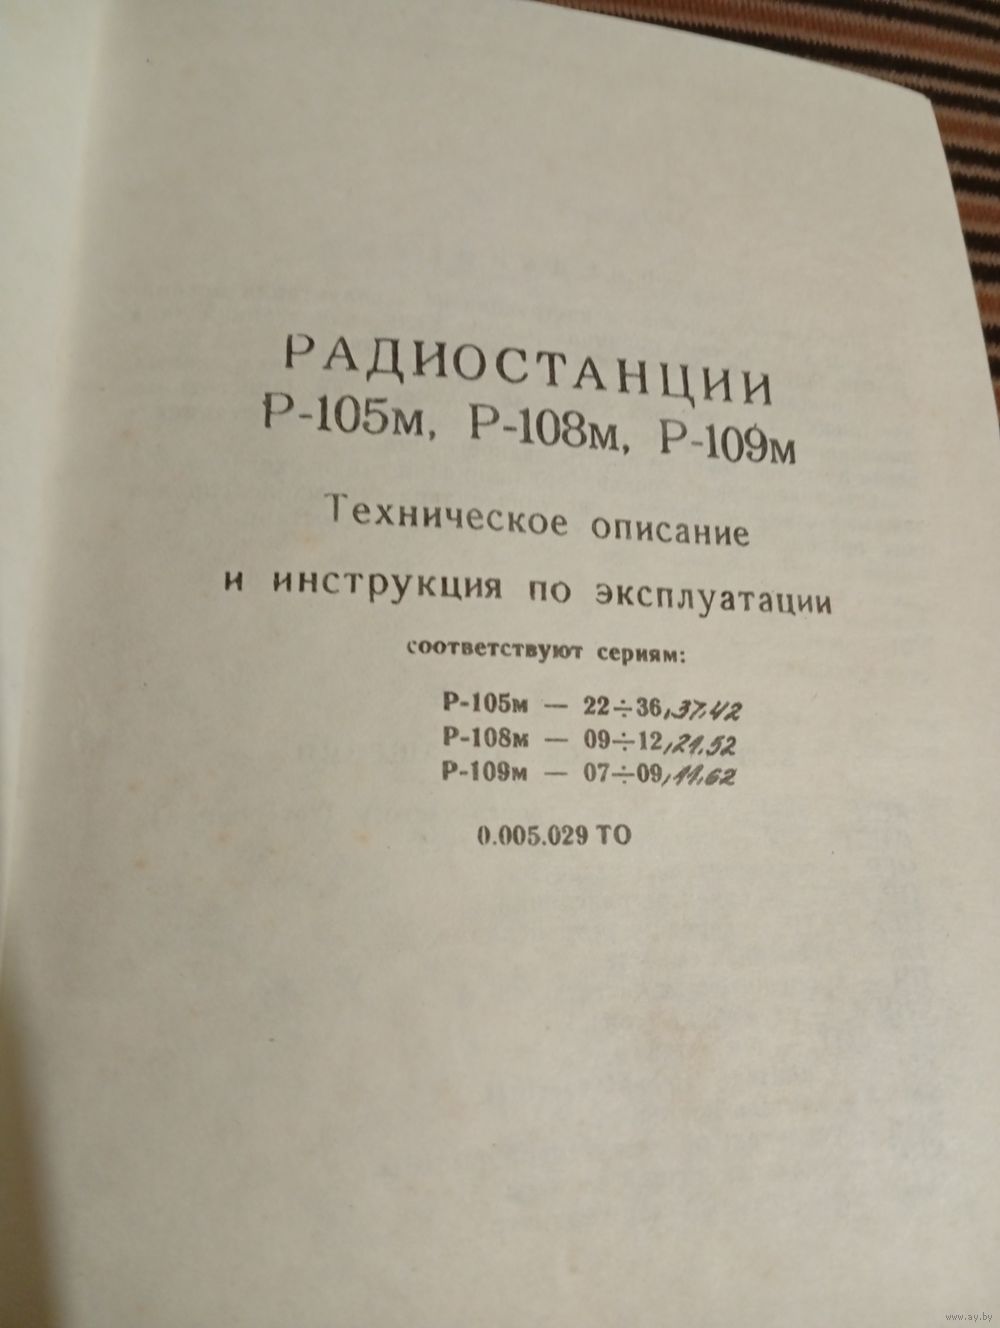 РАДИОСТАНЦИИ
Р-105м, Р-108м, Р-109м
Техническое описание
и инструкция по эксплуатации
соответствуют сериям:
Р-105м — 22÷36,37.42
Р-108м — 09÷12,21.52
Р-109м — 07÷09,11.62
0.005.029 ТО
www.ay.by